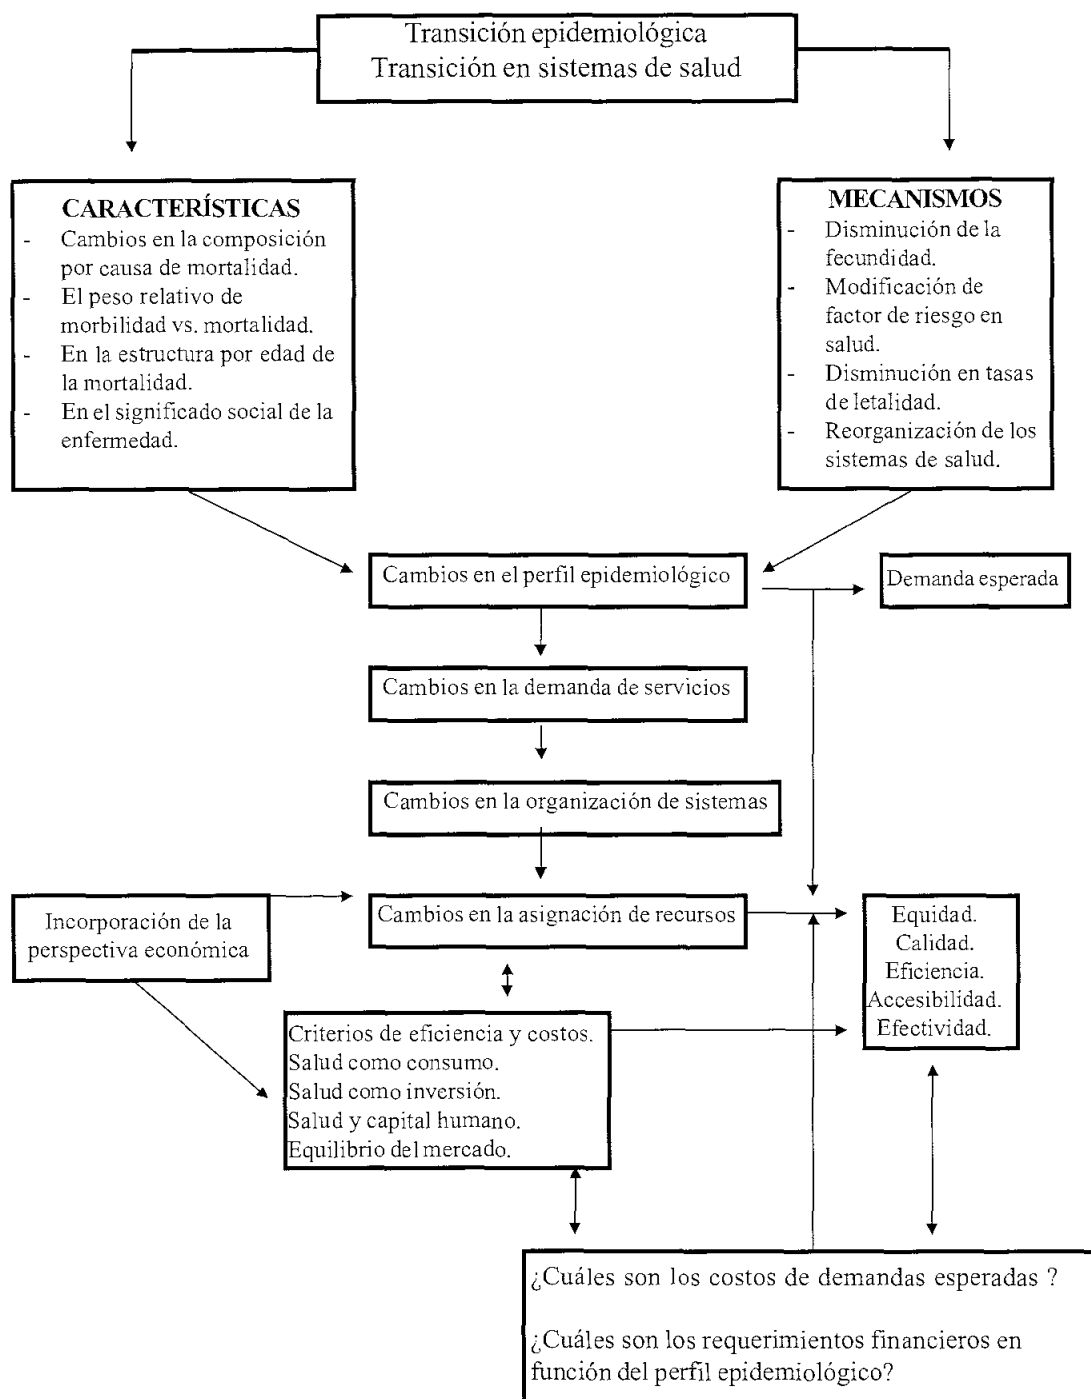 Transición epidemiológica
Transición en sistemas de salud
CARACTERÍSTICAS
- Cambios en la composición
por causa de mortalidad.
- El peso relativo de
morbilidad vs. mortalidad.
- En la estructura por edad de
la mortalidad.
- En el significado social de la
enfermedad.
MECANISMOS
- Disminución de la
fecundidad.
- Modificación de
factor de riesgo en
salud.
- Disminución en tasas
de letalidad.
- Reorganización de los
sistemas de salud.
Cambios en el perfil epidemiológico
Demanda esperada
Cambios en la demanda de servicios
Cambios en la organización de sistemas
Incorporación de la
perspectiva económica
Cambios en la asignación de recursos
Equidad.
Calidad.
Eficiencia.
Accesibilidad.
Efectividad.
Criterios de eficiencia y costos.
Salud como consumo.
Salud como inversión.
Salud y capital humano.
Equilibrio del mercado.
¿Cuáles son los costos de demandas esperadas ?
¿Cuáles son los requerimientos financieros en
función del perfil epidemiológico?